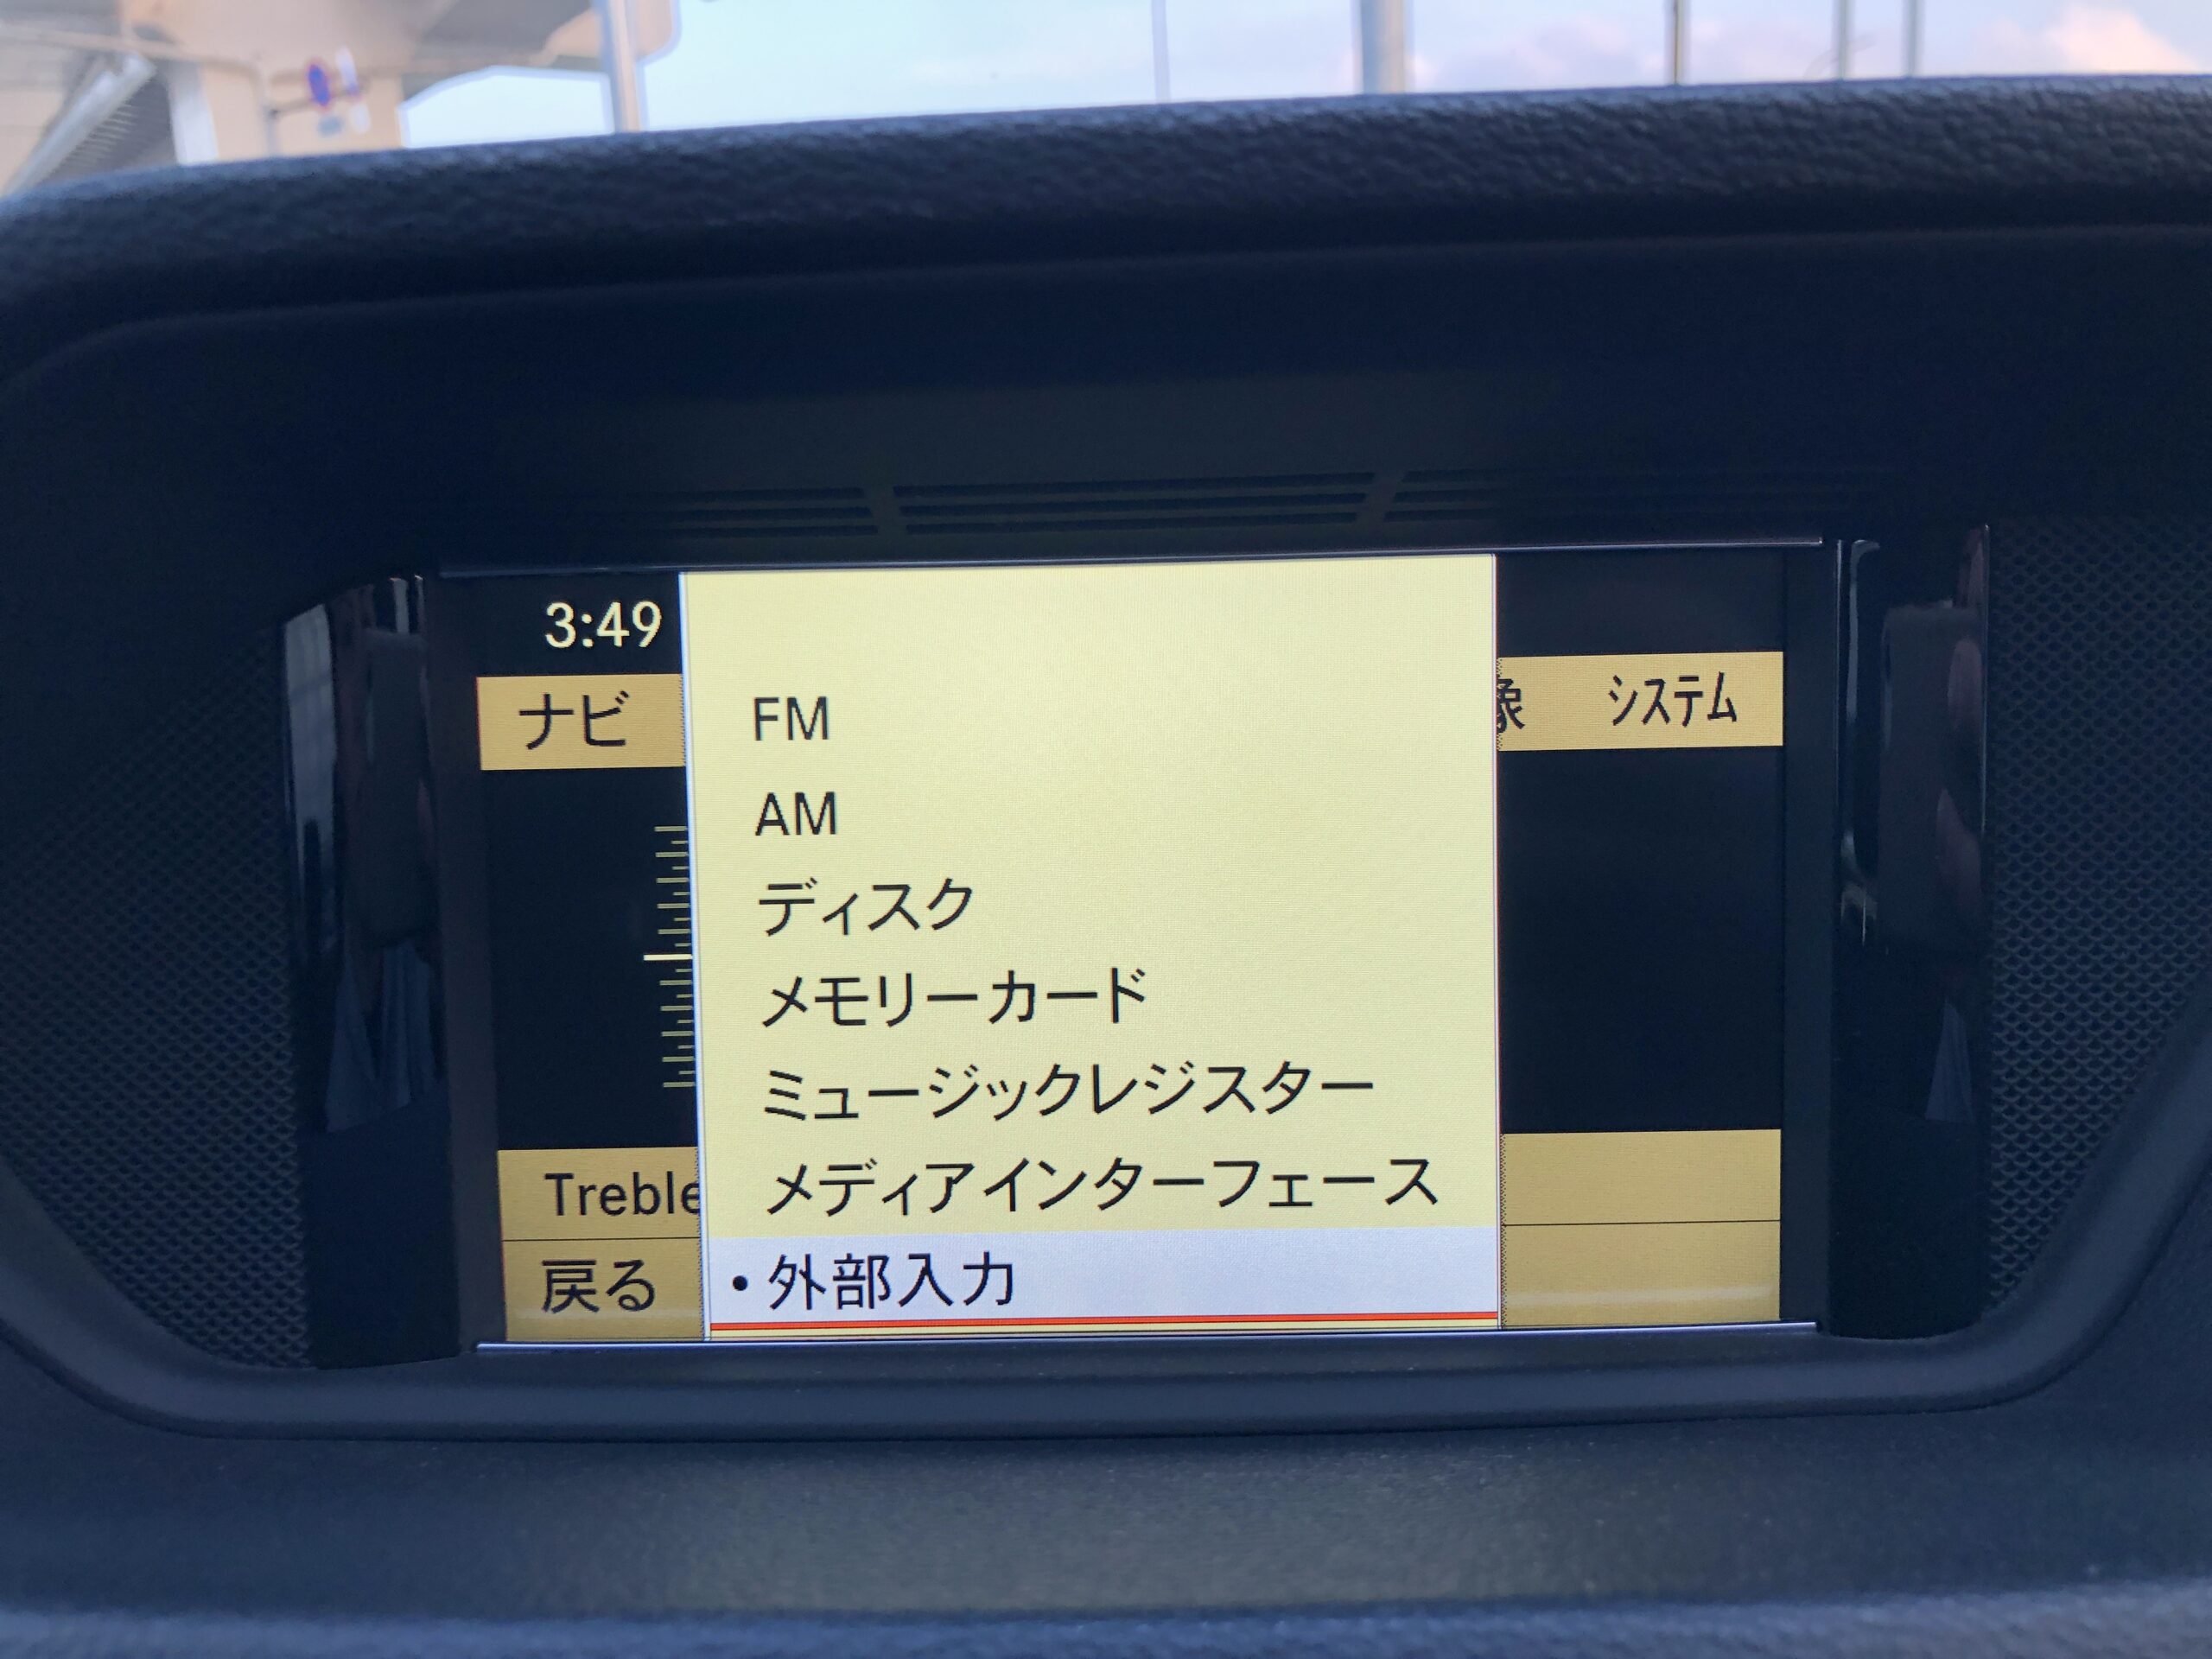 3:49
ナビ
システム
FM
AM
ディスク
メモリーカード
ミュージックレジスター
メディアインターフェース
Treble
戻る
•外部入力